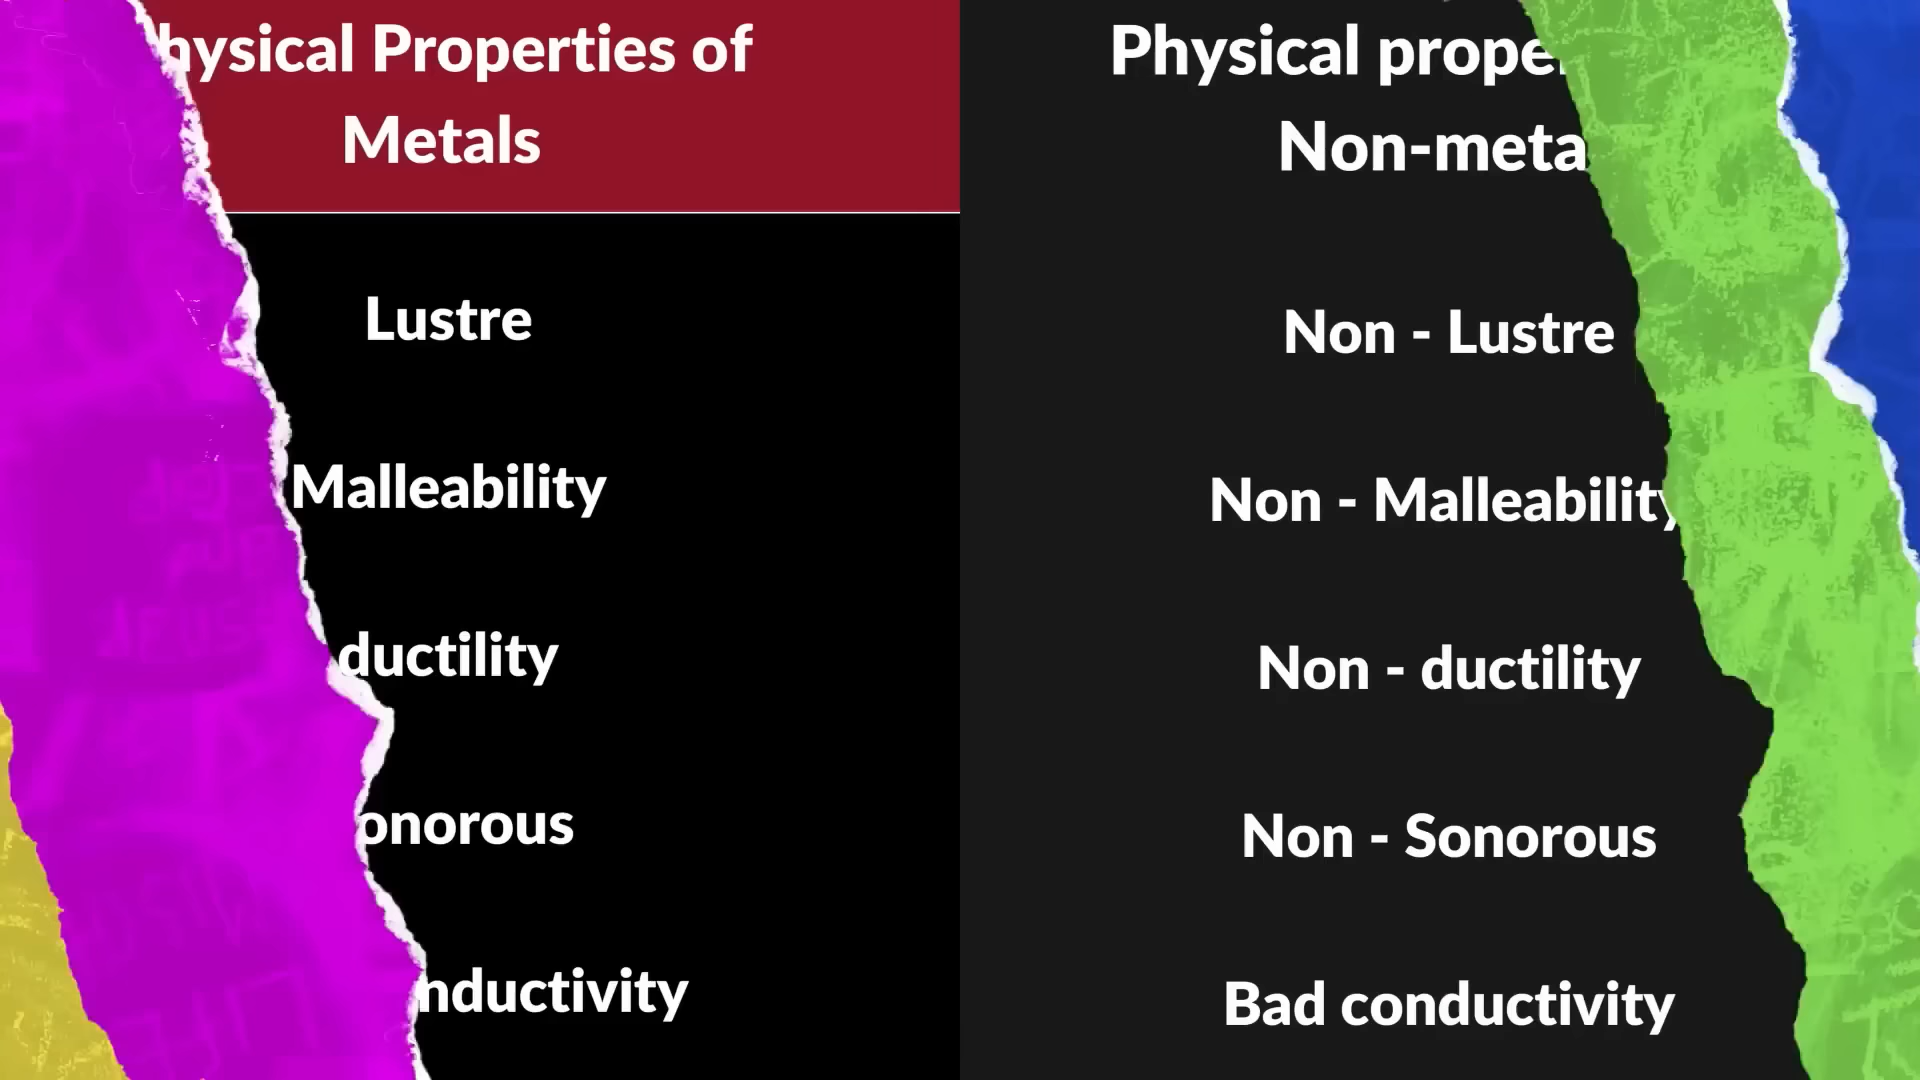 hysical Properties of
Metals
Lustre
Malleability
ductility
onorous
nductivity
Physical prope
Non-meta
Non - Lustre
Non - Malleability
Non - ductility
Non - Sonorous
Bad conductivity